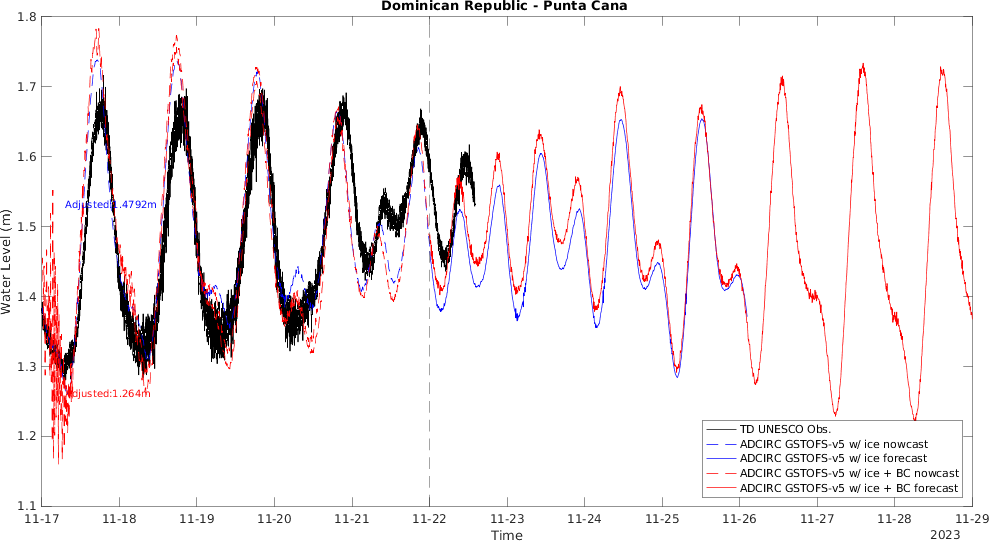 Dominican Republic - Punta Cana
Water Level (m)
1.8
1.7
1.6
1.5
1.4
1.3
1.2
1.1
Adjusted:1.4792m
Adjusted:1.264m
TD UNESCO Obs.
ADCIRC GSTOFS-v5 w/ ice nowcast
ADCIRC GSTOFS-v5 w/ ice forecast
ADCIRC GSTOFS-v5 w/ ice + BC nowcast
ADCIRC GSTOFS-v5 w/ ice + BC forecast
11-17 11-18 11-19 11-20 11-21 11-22 11-23 11-24 11-25 11-26 11-27 11-28 11-29
Time
2023